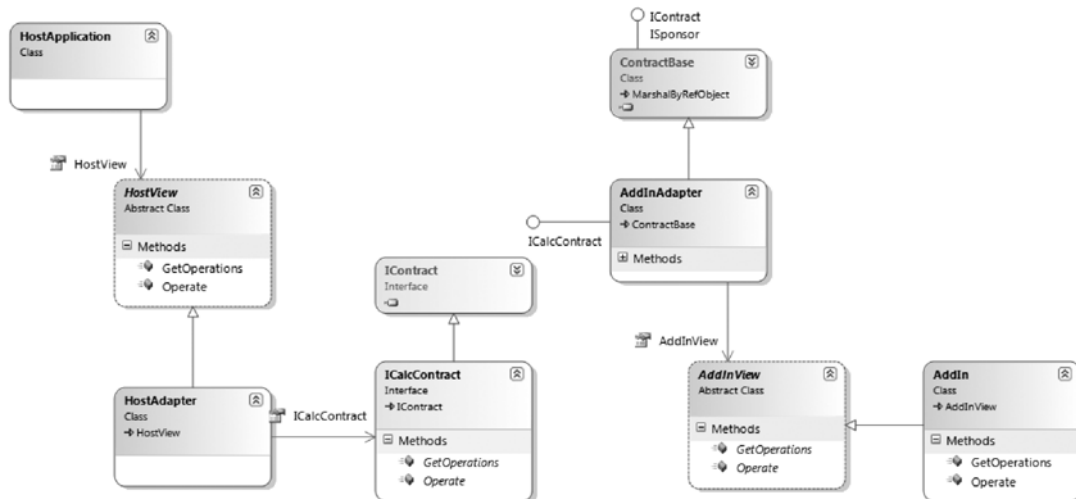 HostApplication
Class
HostView
HostView
Abstract Class
Methods
GetOperations
Operate
HostAdapter
Class
HostView
ICalcContract
IContract
Interface
ICalcContract
Interface
IContract
Methods
GetOperations
Operate
IContract
ISponsor
ContractBase
Class
MarshalByRefObject
ICalcContract
AddInAdapter
Class
ContractBase
Methods
AddInView
AddInView
Abstract Class
Methods
GetOperations
Operate
AddIn
Class
AddInView
Methods
GetOperations
Operate